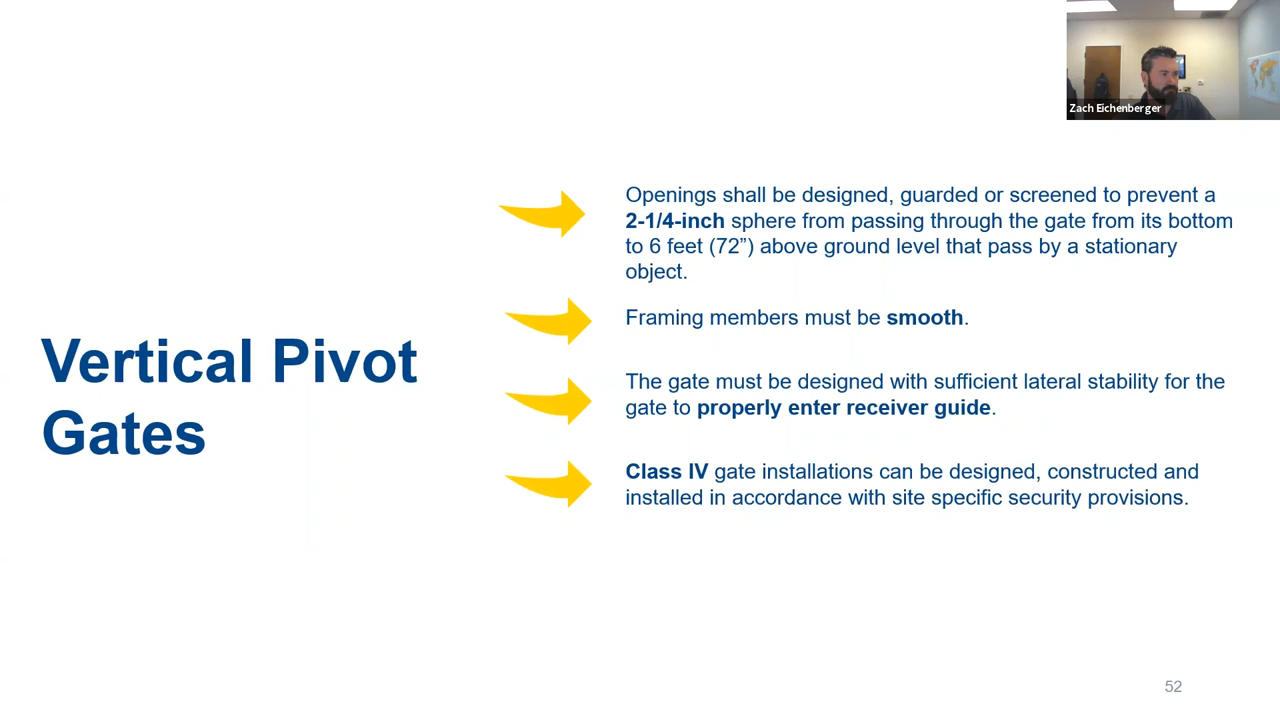 Zach Eichenberger
Openings shall be designed, guarded or screened to prevent a
2-1/4-inch sphere from passing through the gate from its bottom
to 6 feet (72”) above ground level that pass by a stationary
object.
Framing members must be smooth.
Vertical Pivot
Gates
The gate must be designed with sufficient lateral stability for the
gate to properly enter receiver guide.
Class IV gate installations can be designed, constructed and
installed in accordance with site specific security provisions.
52